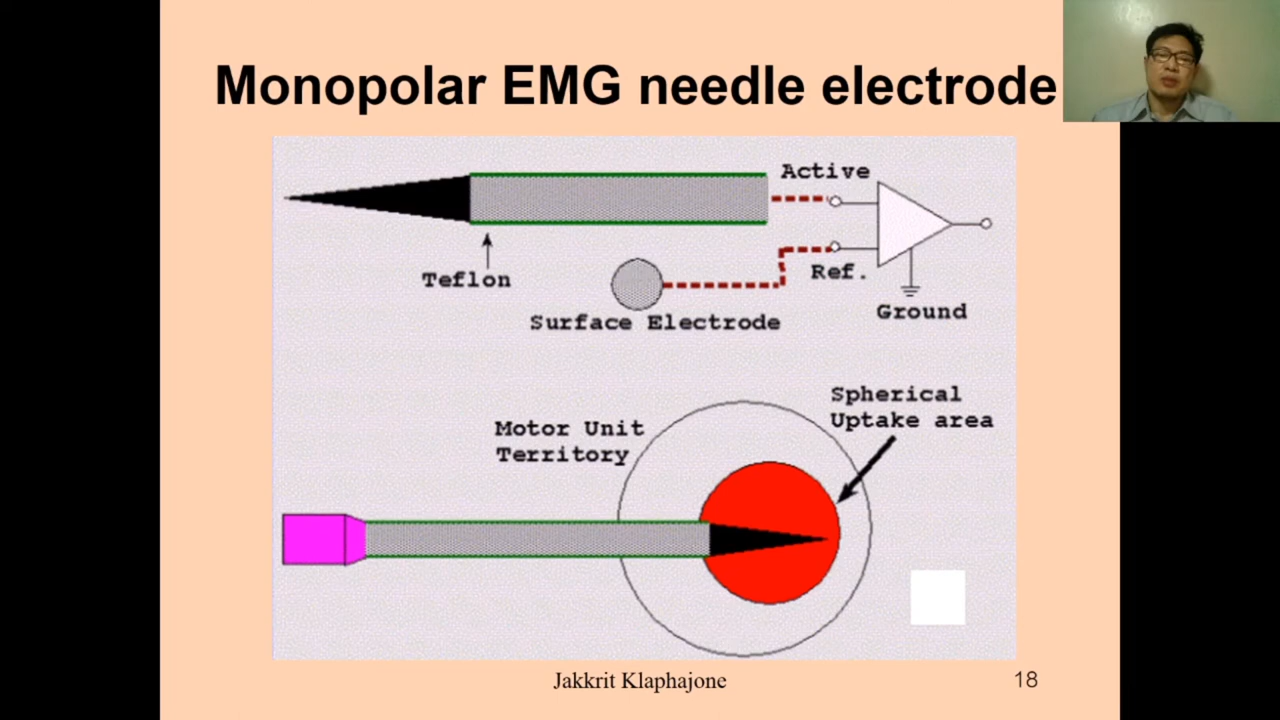 Monopolar EMG needle electrode
Active
Teflon
Ref.
Surface Electrode
Ground
Spherical
Uptake area
Motor Unit
Territory
Jakkrit Klaphajone
18